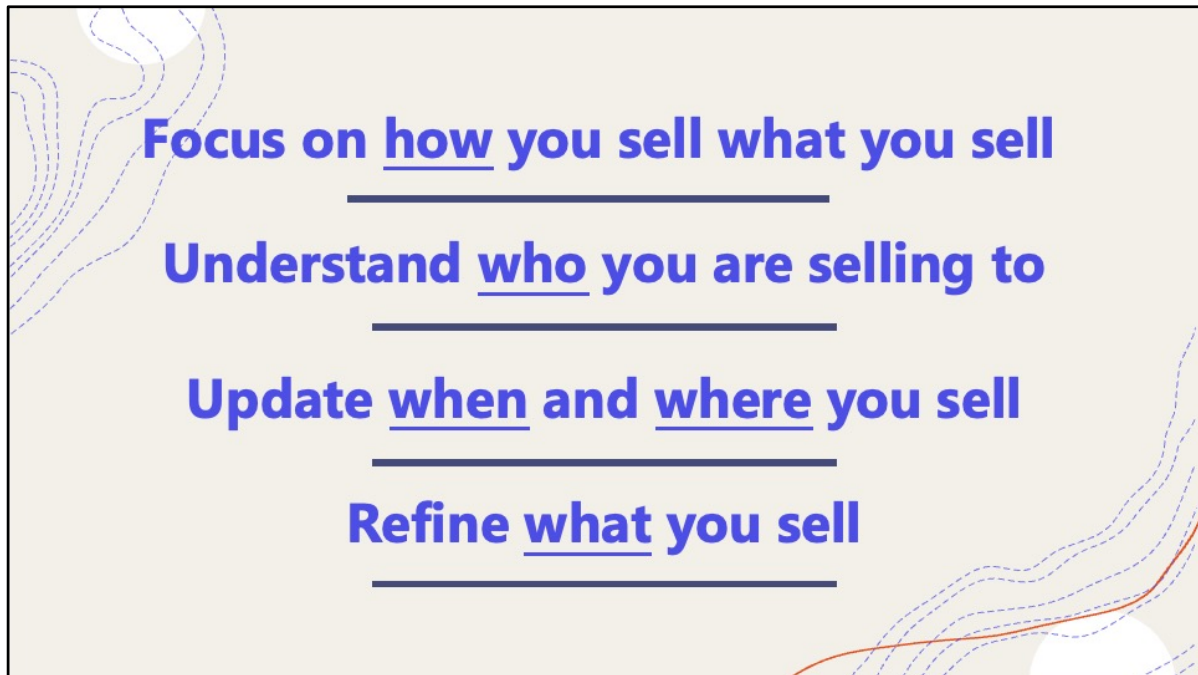 Focus on how you sell what you sell
Understand who you are selling to
Update when and where you sell
Refine what you sell